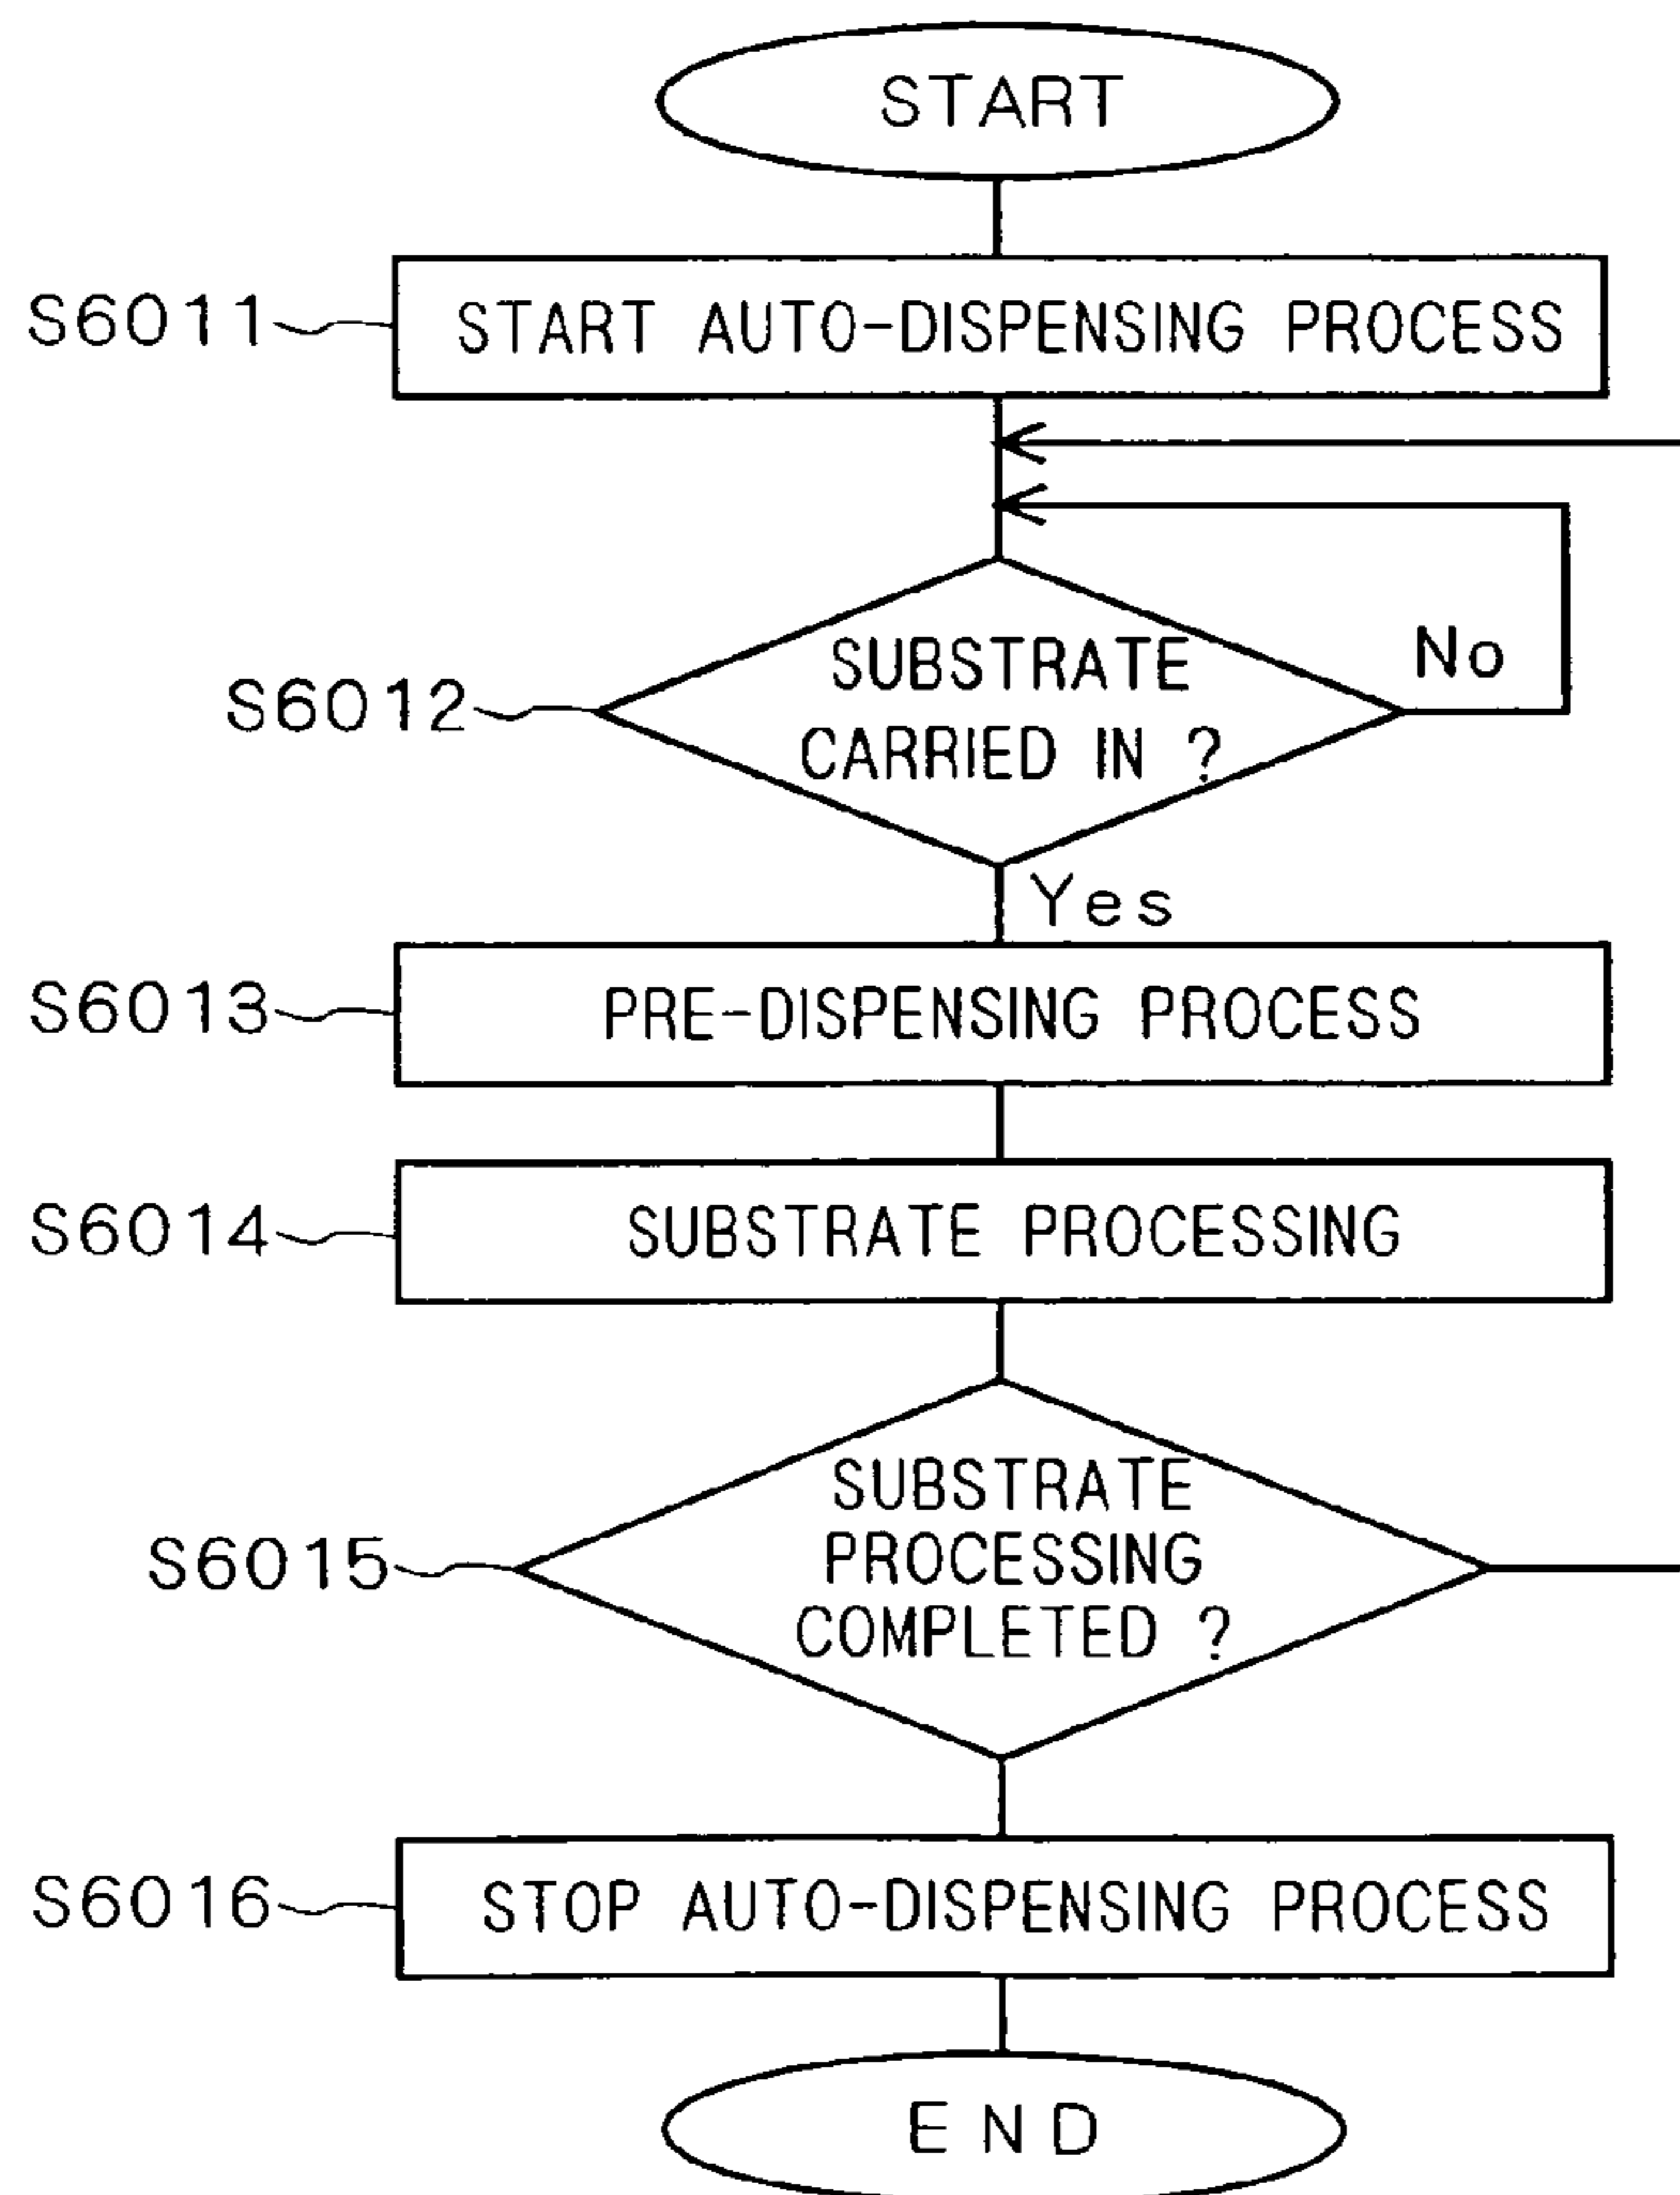 START
S6011
START AUTO-DISPENSING PROCESS
SUBSTRATE
CARRIED IN ?
No
S6012
Yes
S6013
PRE-DISPENSING PROCESS
S6014
SUBSTRATE PROCESSING
SUBSTRATE
PROCESSING
COMPLETED ?
S6015
S6016
STOP AUTO-DISPENSING PROCESS
END